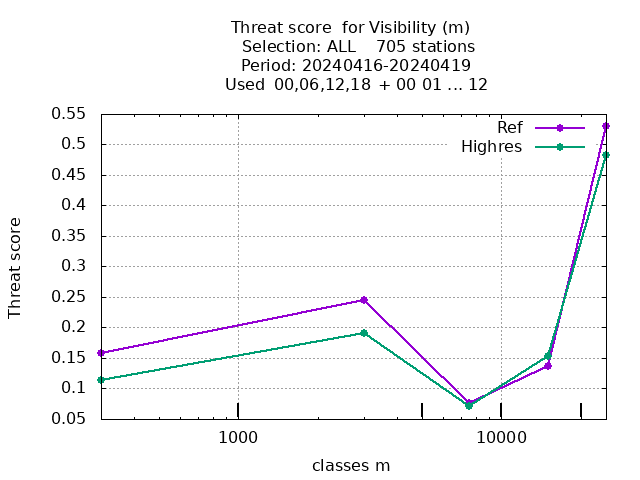 Threat score  for Visibility (m)
Selection: ALL    705 stations
Period: 20240416-20240419
Used  00,06,12,18 + 00 01 ... 12
0.55
0.5
0.45
0.4
0.35
0.3
0.25
0.2
0.15
0.1
0.05
Threat score
Ref
Highres
1000
10000
classes m